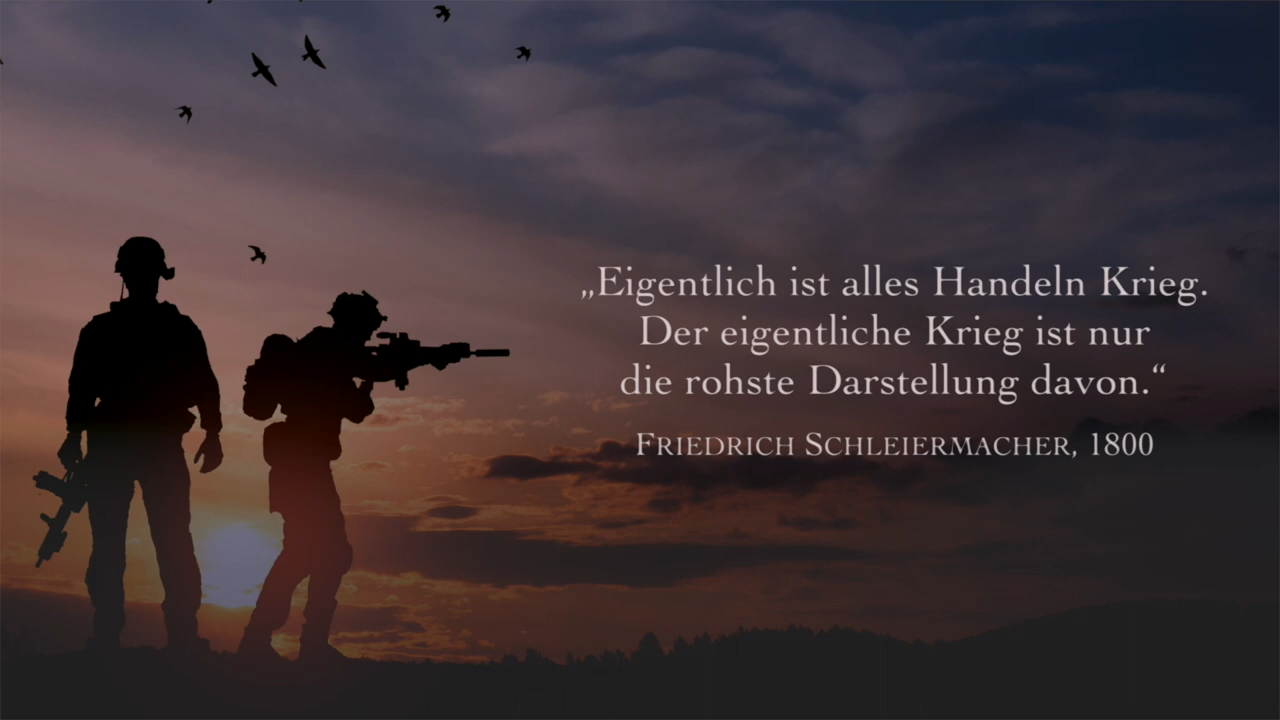 „Eigentlich ist alles Handeln Krieg.
Der eigentliche Krieg ist nur
die rohste Darstellung davon.“
Friedrich Schleiermacher, 1800